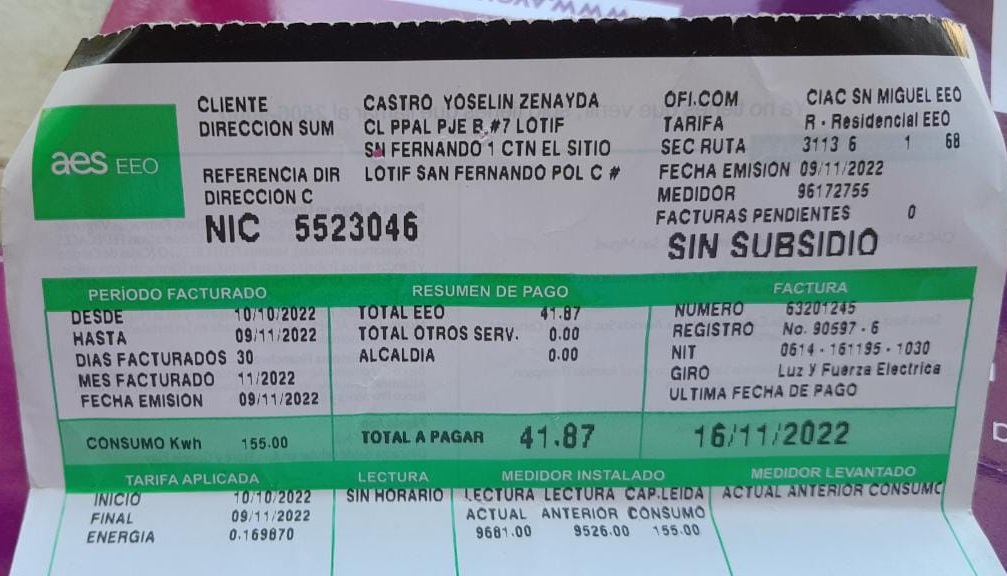 aes EEO
CLIENTE CASTRO YOSELIN ZENAYDA
DIRECCION SUM CL PPAL PJE B.#7 LOTIF
SN FERNANDO 1 CTN EL SITIO
REFERENCIA DIR LOTIF SAN FERNANDO POL C #
DIRECCIÓN C
NIC 5523046
OFI.COM CIAC SN MIGUEL EEO
TARIFA R - Residencial EEO
SEC RUTA 3113 6 1 68
FECHA EMISION 09/11/2022
MEDIDOR 96172755
FACTURAS PENDIENTES 0
SIN SUBSIDIO
PERÍODO FACTURADO RESUMEN DE PAGO FACTURA
DESDE 10/10/2022
HASTA 09/11/2022
DIAS FACTURADOS 30
MES FACTURADO 11/2022
FECHA EMISION 09/11/2022
TOTAL EEO 41.87
TOTAL OTROS SERV. 0.00
ALCALDIA 0.00
NUMERO 63201245
REGISTRO No. 90597 - 6
NIT 0614 - 161195 - 1030
GIRO Luz y Fuerza Electrica
ULTIMA FECHA DE PAGO
CONSUMO Kwh 155.00 TOTAL A PAGAR 41.87 16/11/2022
TARIFA APLICADA LECTURA MEDIDOR INSTALADO MEDIDOR LEVANTADO
INICIO 10/10/2022
FINAL 09/11/2022
ENERGIA 0.169870
SIN HORARIO
LECTURA LECTURA CAP.LEIDA
ACTUAL ANTERIOR CONSUMO
9681.00 9526.00 155.00
ACTUAL ANTERIOR CONSUMO